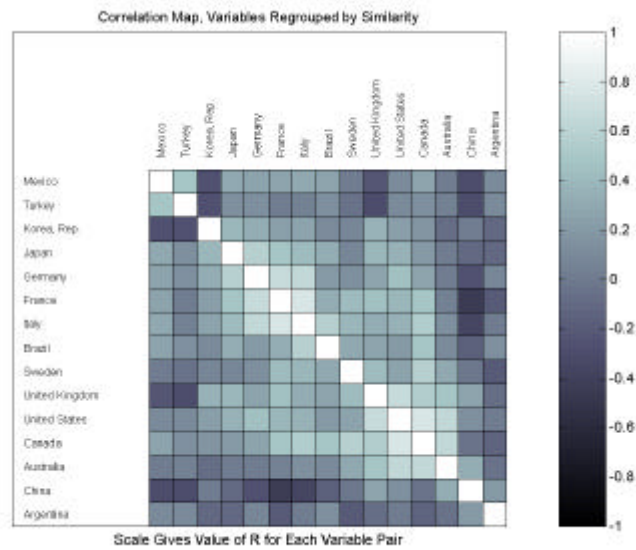 Correlation Map, Variables Regrouped by Similarity
Mexico
Turkey
Korea, Rep.
Japan
Germany
France
Italy
Brazil
Sweden
United Kingdom
United States
Canada
Australia
China
Argentina
Mexico
Turkey
Korea, Rep.
Japan
Germany
France
Italy
Brazil
Sweden
United Kingdom
United States
Canada
Australia
China
Argentina
1
0.8
0.6
0.4
0.2
0
-0.2
-0.4
-0.6
-0.8
-1
Scale Gives Value of R for Each Variable Pair